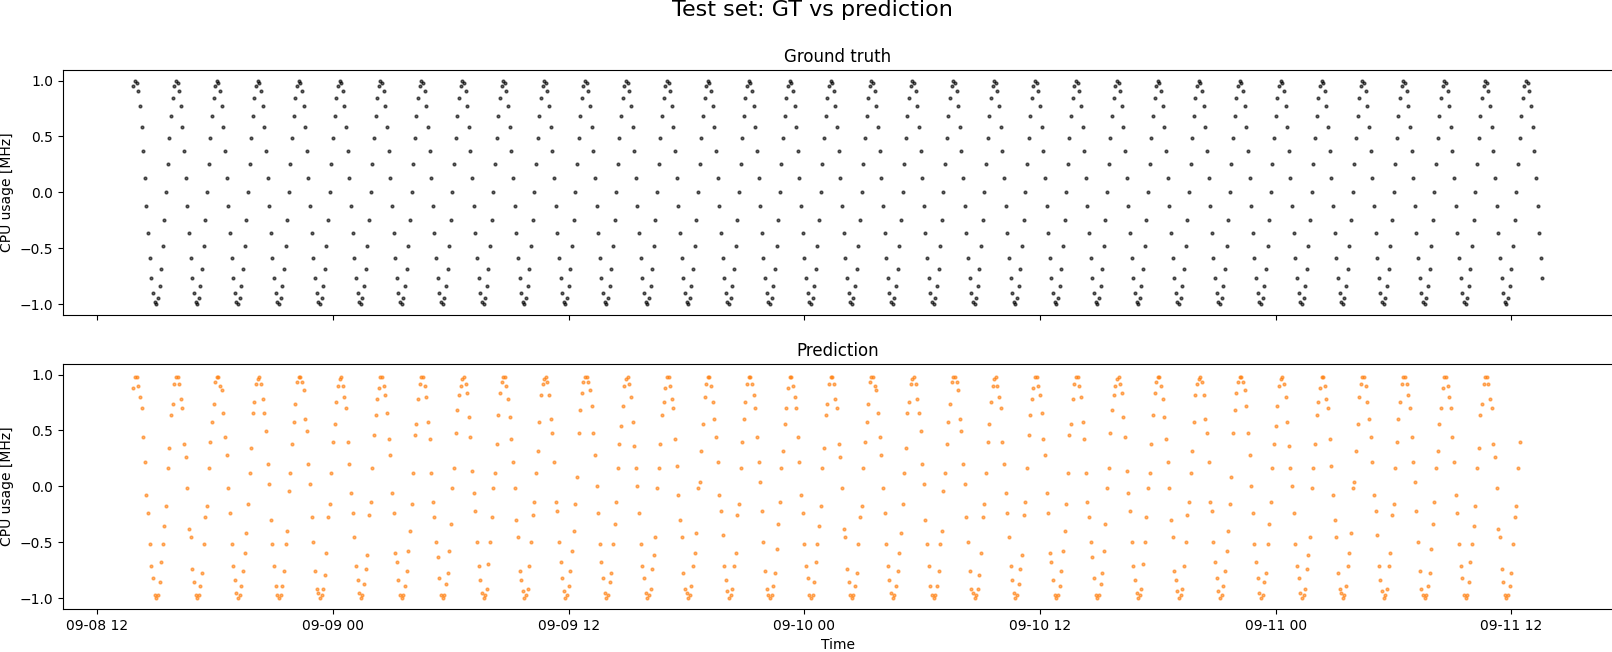 Test set: GT vs prediction
Ground truth
CPU usage [MHz]
1.0
0.5
0.0
−0.5
−1.0
Prediction
CPU usage [MHz]
1.0
0.5
0.0
−0.5
−1.0
09-08 12 09-09 00 09-09 12 09-10 00 09-10 12 09-11 00 09-11 12
Time